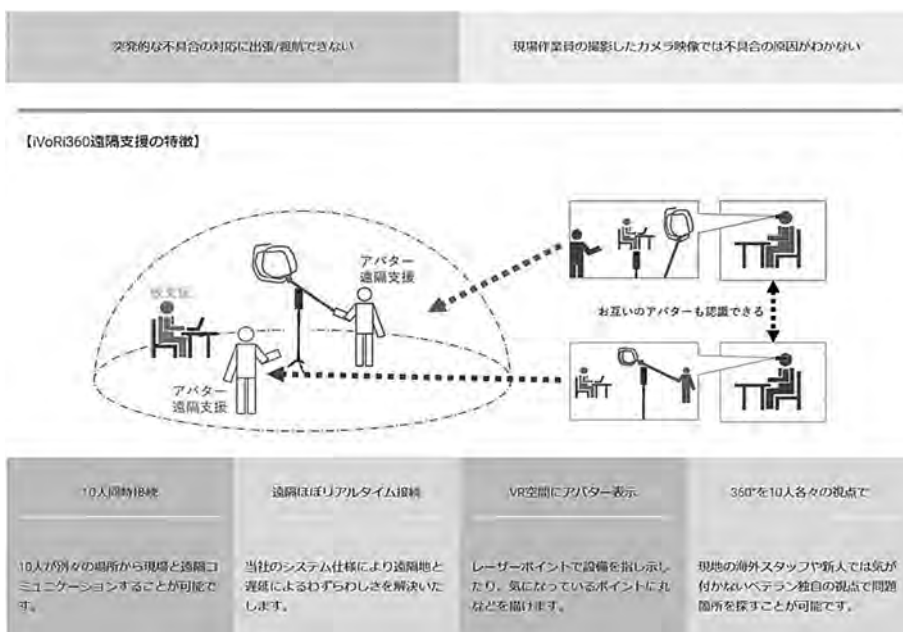 突発的な不具合の対応に出張/渡航できない
現場作業員の撮影したカメラ映像では不具合の原因がわからない
【iVoRi360遠隔支援の特徴】
アバター
遠隔支援
被支援
アバター
遠隔支援
お互いのアバターも認識できる
10人同時接続
10人が別々の場所から現場と遠隔コ
ミュニケーションすることが可能で
す。
遠隔ほぼリアルタイム接続
当社のシステム仕様により遠隔地と
遅延によるわずらわしさを解決いた
します。
VR空間にアバター表示
レーザーポイントで設備を指し示し
たり、気になっているポイントに丸
などを描けます。
360°を10人各々の視点で
現地の海外スタッフや新人では気が
付かないベテラン独自の視点で問題
箇所を探すことが可能です。